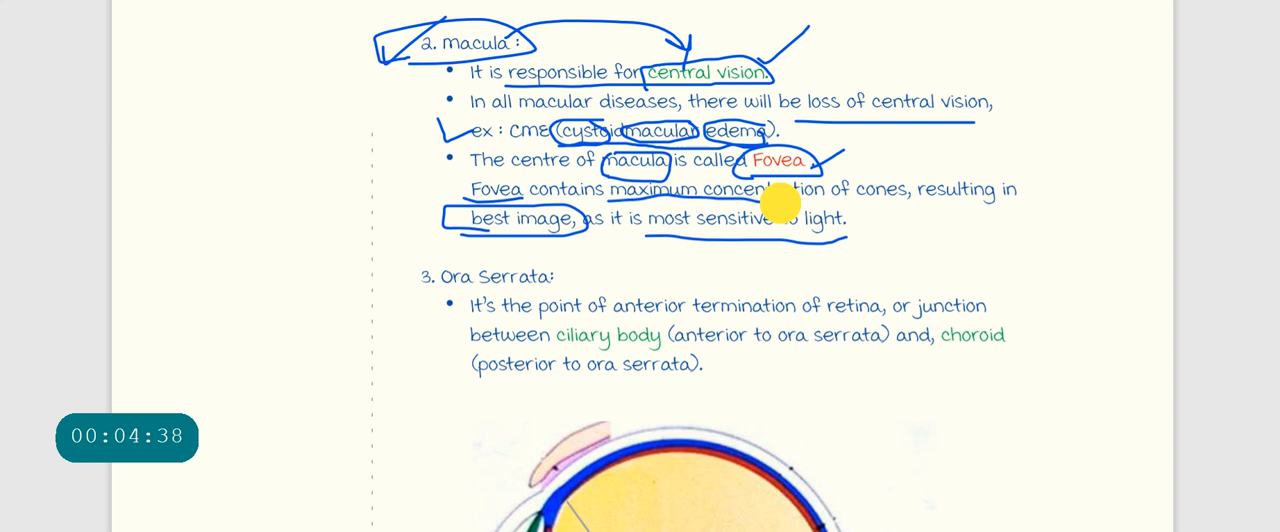 2. Macula :
• It is responsible for central vision.
• In all macular diseases, there will be loss of central vision,
ex : CME (cystoid macular edema).
• The centre of macula is called Fovea.
Fovea contains maximum concentration of cones, resulting in
best image, as it is most sensitive to light.
3. Ora Serrata:
• It's the point of anterior termination of retina, or junction
between ciliary body (anterior to ora serrata) and, choroid
(posterior to ora serrata).
00:04:38